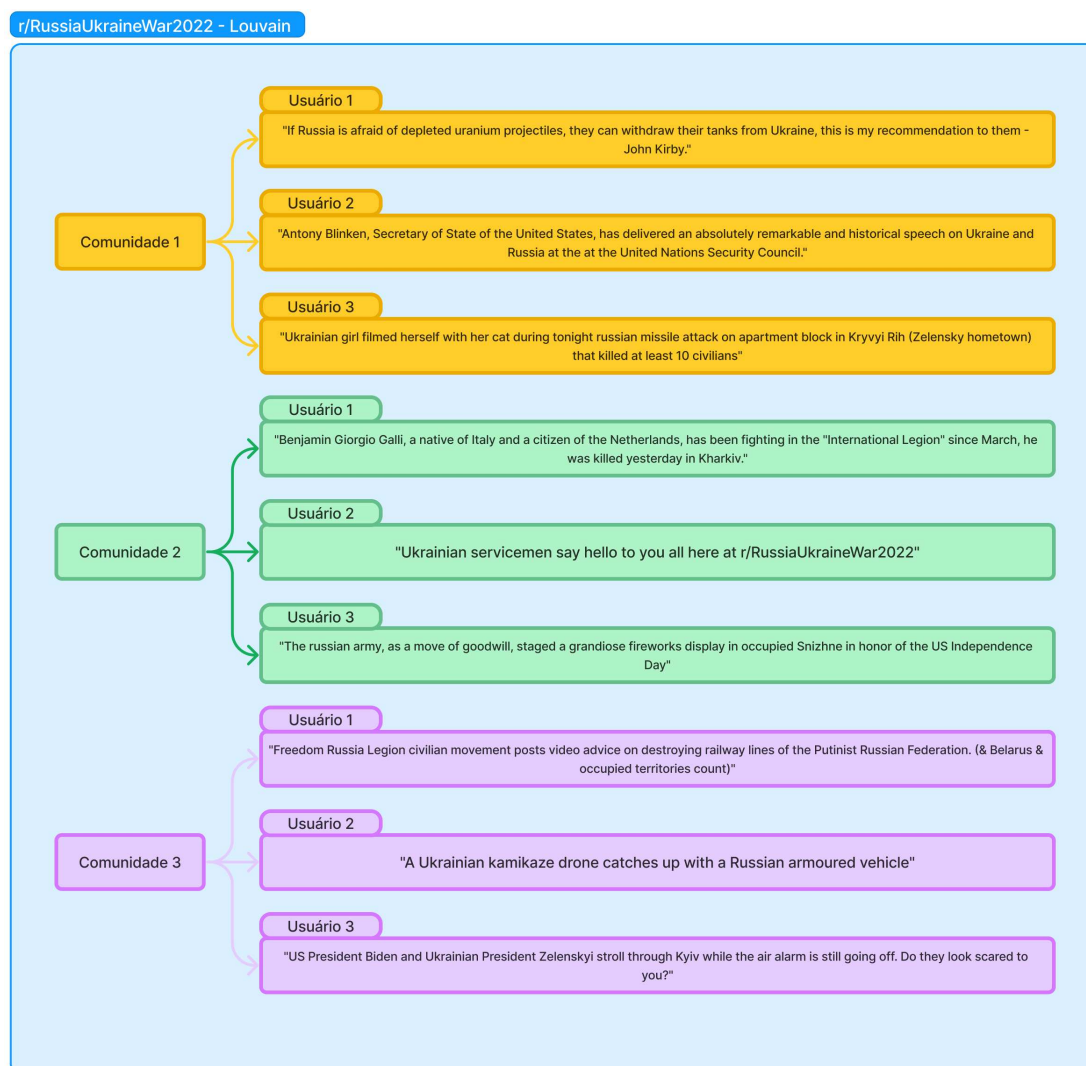 r/RussiaUkraineWar2022 - Louvain
Usuário 1
"If Russia is afraid of depleted uranium projectiles, they can withdraw their tanks from Ukraine, this is my recommendation to them -
John Kirby."
Comunidade 1
Usuário 2
"Antony Blinken, Secretary of State of the United States, has delivered an absolutely remarkable and historical speech on Ukraine and
Russia at the at the United Nations Security Council."
Usuário 3
"Ukrainian girl filmed herself with her cat during tonight russian missile attack on apartment block in Kryvyi Rih (Zelensky hometown)
that killed at least 10 civilians"
Usuário 1
"Benjamin Giorgio Galli, a native of Italy and a citizen of the Netherlands, has been fighting in the "International Legion" since March, he
was killed yesterday in Kharkiv."
Comunidade 2
Usuário 2
"Ukrainian servicemen say hello to you all here at r/RussiaUkraineWar2022"
Usuário 3
"The russian army, as a move of goodwill, staged a grandiose fireworks display in occupied Snizhne in honor of the US Independence
Day"
Usuário 1
"Freedom Russia Legion civilian movement posts video advice on destroying railway lines of the Putinist Russian Federation. (& Belarus &
occupied territories count)"
Comunidade 3
Usuário 2
"A Ukrainian kamikaze drone catches up with a Russian armoured vehicle"
Usuário 3
"US President Biden and Ukrainian President Zelenskyi stroll through Kyiv while the air alarm is still going off. Do they look scared to
you?"